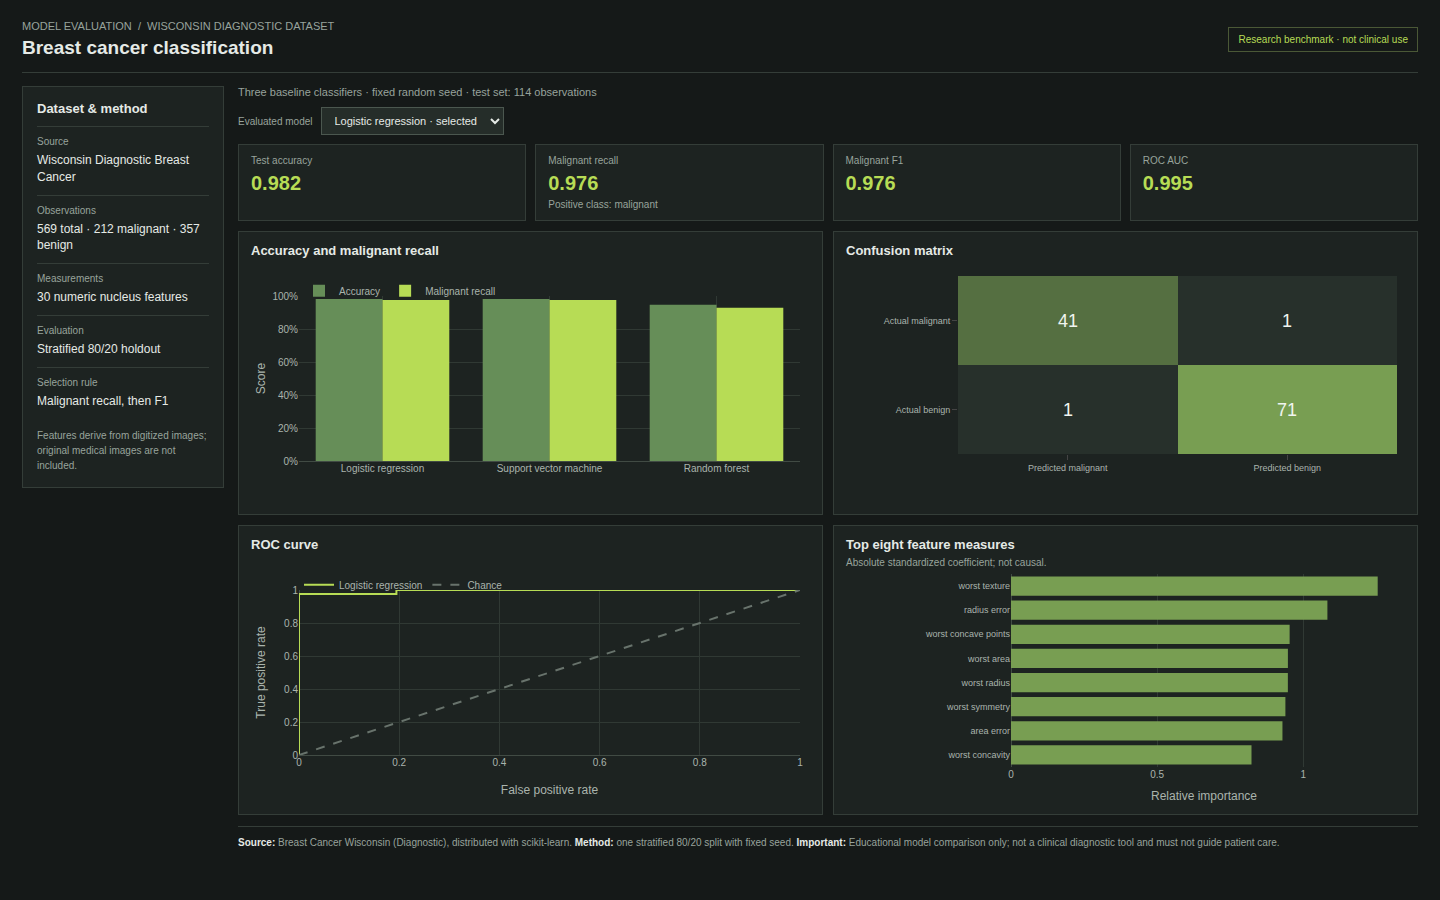 MODEL EVALUATION / WISCONSIN DIAGNOSTIC DATASET
Breast cancer classification
Research benchmark · not clinical use
Dataset & method
Source
Wisconsin Diagnostic Breast
Cancer
Observations
569 total · 212 malignant · 357
benign
Measurements
30 numeric nucleus features
Evaluation
Stratified 80/20 holdout
Selection rule
Malignant recall, then F1
Features derive from digitized images;
original medical images are not
included.
Three baseline classifiers · fixed random seed · test set: 114 observations
Evaluated model
Logistic regression · selected
Test accuracy
0.982
Malignant recall
0.976
Positive class: malignant
Malignant F1
0.976
ROC AUC
0.995
Accuracy and malignant recall
Accuracy
Malignant recall
100%
80%
60%
40%
20%
0%
Score
Logistic regression
Support vector machine
Random forest
Confusion matrix
Actual malignant
41
1
Actual benign
1
71
Predicted malignant
Predicted benign
ROC curve
Logistic regression
Chance
1
0.8
0.6
0.4
0.2
0
True positive rate
0
0.2
0.4
0.6
0.8
1
False positive rate
Top eight feature measures
Absolute standardized coefficient; not causal.
worst texture
radius error
worst concave points
worst area
worst radius
worst symmetry
area error
worst concavity
0
0.5
1
Relative importance
Source: Breast Cancer Wisconsin (Diagnostic), distributed with scikit-learn. Method: one stratified 80/20 split with fixed seed. Important: Educational model comparison only; not a clinical diagnostic tool and must not guide patient care.